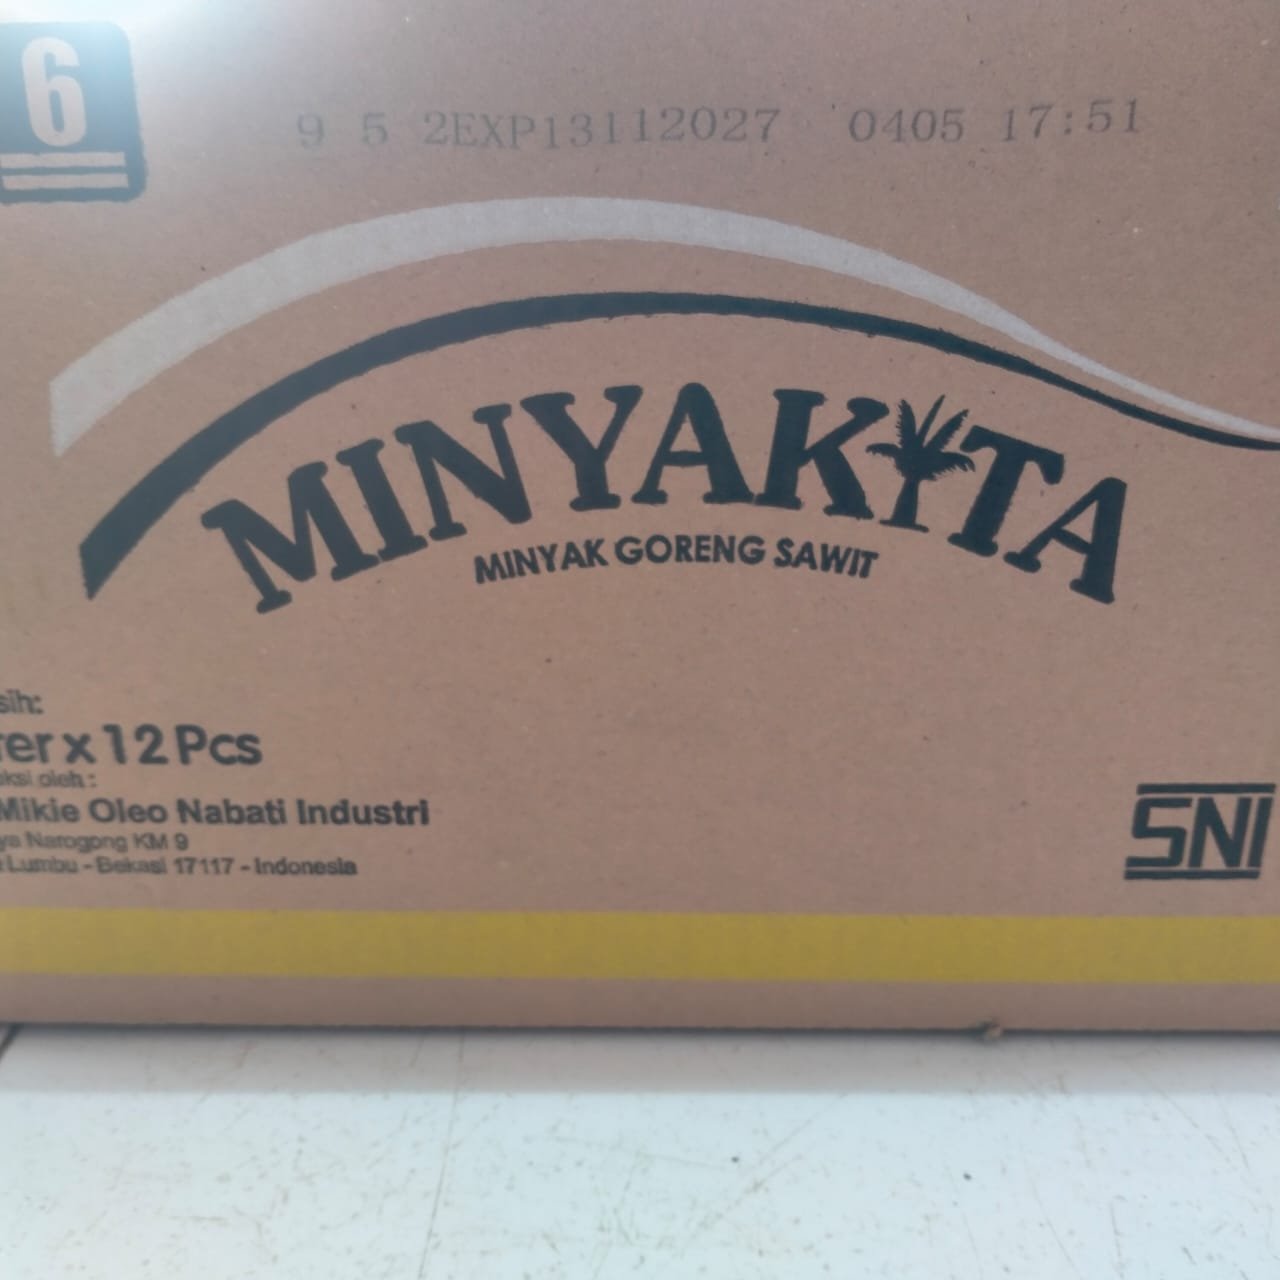 6
9 5 2EXP13112027 0405 17:51
MINYAKITA
MINYAK GORENG SAWIT
sih:
rer x 12 Pcs
ksi oleh :
Mikie Oleo Nabati Industri
ya Narogong KM 9
Lumbu - Bekasi 17117 - Indonesia
SNI